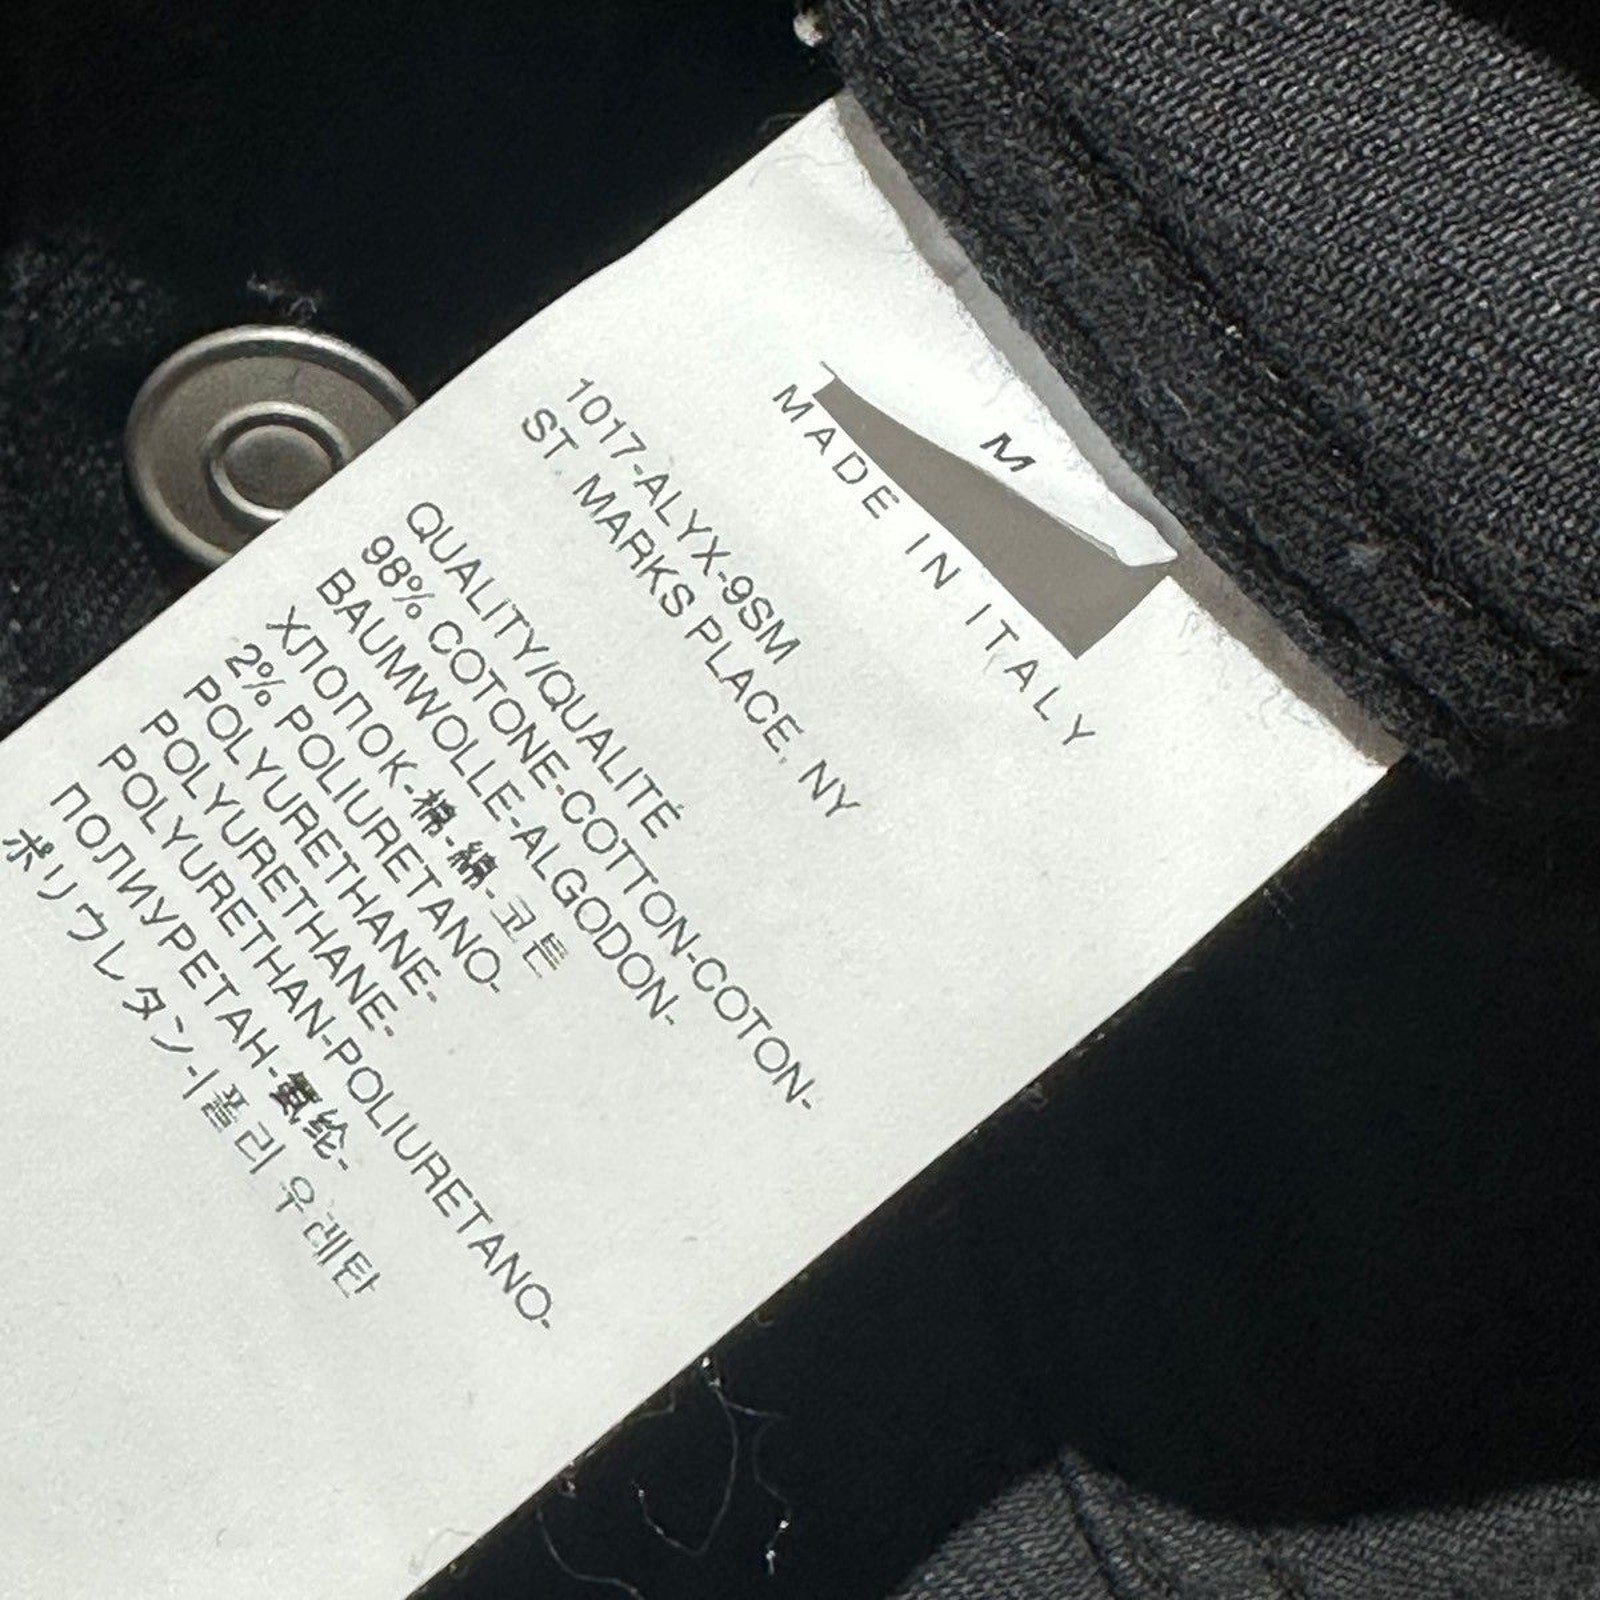 M
MADE IN ITALY
1017-ALYX-9SM
ST. MARKS PLACE, NY
QUALITY/QUALITÉ
98% COTONE-COTTON-COTON-
BAUMWOLLE-ALGODON-
ХЛОПОК-棉-綿-코튼
2% POLIURETANO-
POLYURETHANE-
POLYURETHANE-
POLYURETHAN-POLIURETANO-
ПОЛИУРЕТАН-氨纶-
ポリウレタン-폴리 우레탄